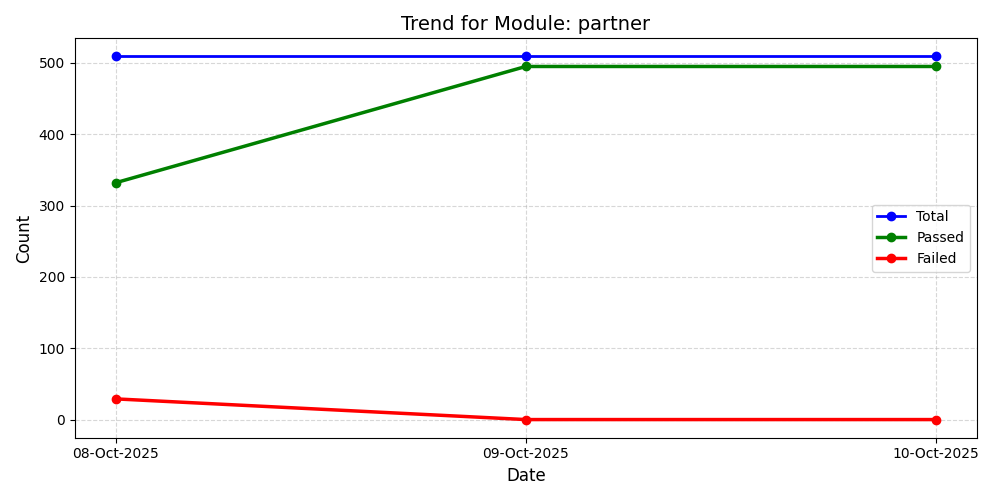 Trend for Module: partner
Count
500
400
300
200
100
0
Total
Passed
Failed
08-Oct-2025
09-Oct-2025
10-Oct-2025
Date